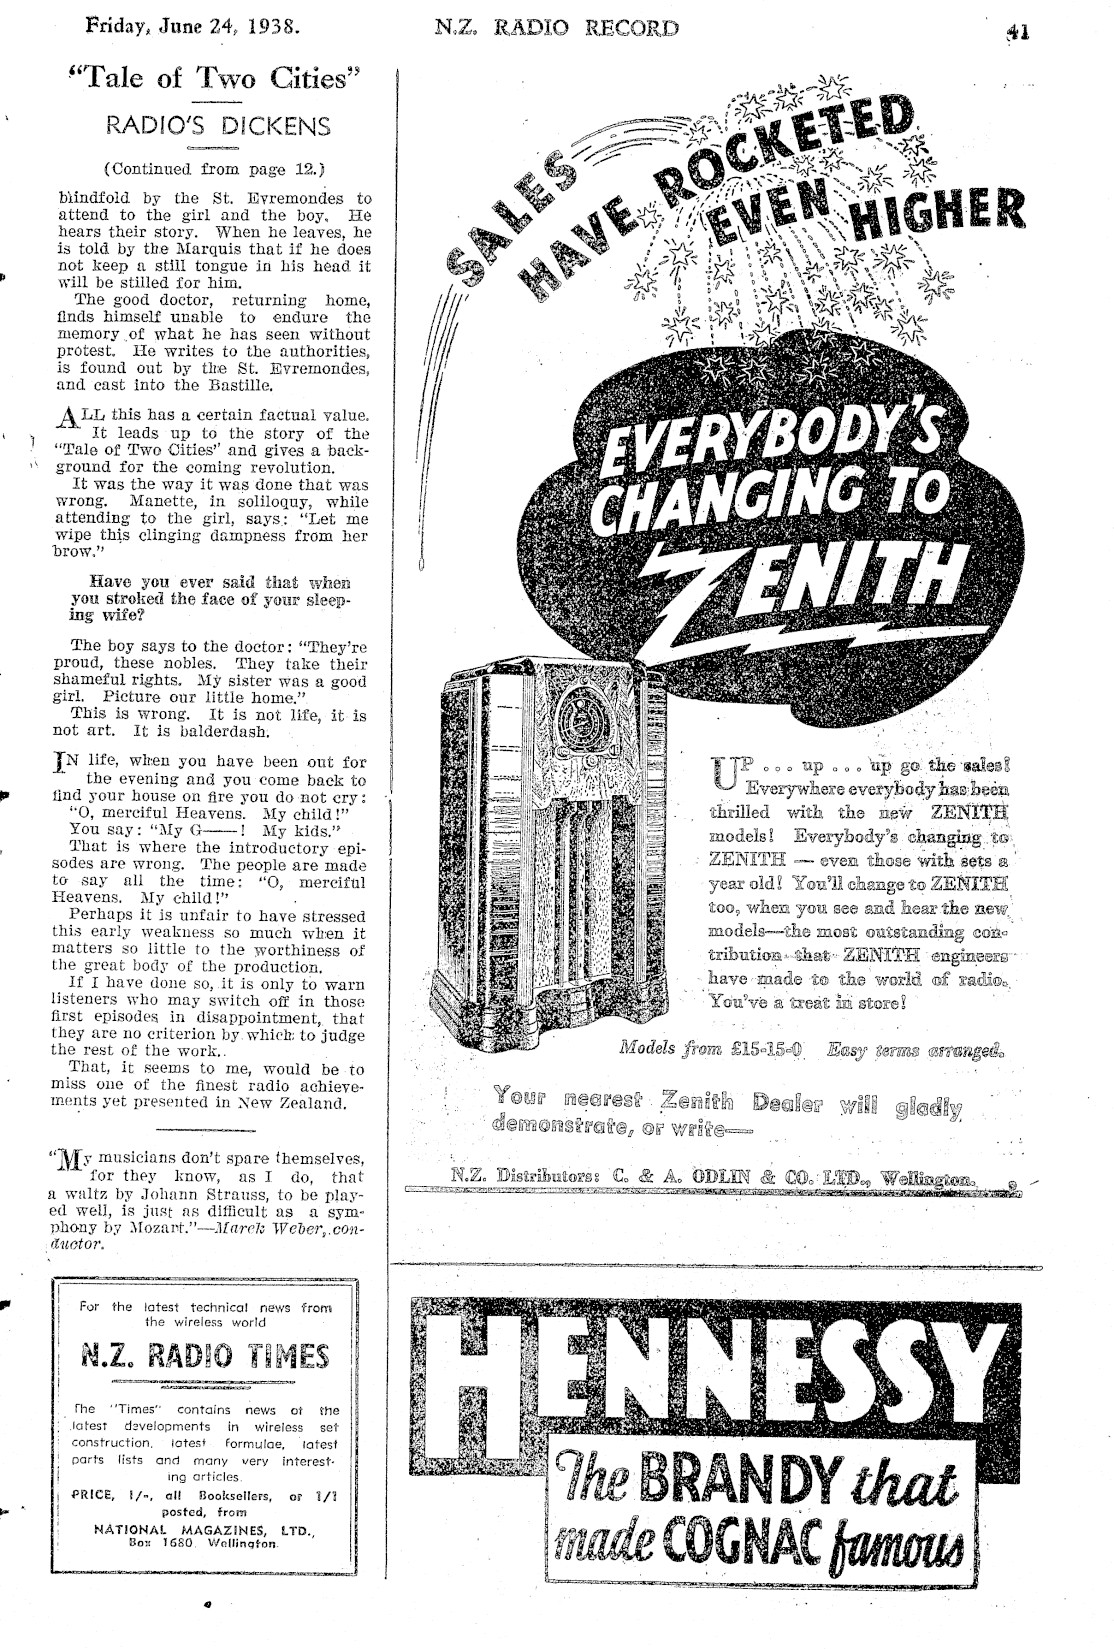 Friday, June 24, 1938.
N.Z. RADIO RECORD
41
"Tale of Two Cities"
RADIO'S DICKENS
(Continued from page 12.)
blindfold by the St. Evremondes to
attend to the girl and the boy. He
hears their story. When he leaves, he
is told by the Marquis that if he does
not keep a still tongue in his head it
will be stilled for him.
The good doctor, returning home,
finds himself unable to endure the
memory of what he has seen without
protest. He writes to the authorities,
is found out by the St. Evremondes,
and cast into the Bastille.
ALL this has a certain factual value.
It leads up to the story of the
"Tale of Two Cities" and gives a back-
ground for the coming revolution.
It was the way it was done that was
wrong. Manette, in soliloquy, while
attending to the girl, says: "Let me
wipe this clinging dampness from her
brow."
Have you ever said that when
you stroked the face of your sleep-
ing wife?
The boy says to the doctor: "They're
proud, these nobles. They take their
shameful rights. My sister was a good
girl. Picture our little home."
This is wrong. It is not life, it is
not art. It is balderdash.
IN life, when you have been out for
the evening and you come back to
find your house on fire you do not cry:
"O, merciful Heavens. My child!"
You say: "My G——! My kids."
That is where the introductory epi-
sodes are wrong. The people are made
to say all the time: "O, merciful
Heavens. My child!"
Perhaps it is unfair to have stressed
this early weakness so much when it
matters so little to the worthiness of
the great body of the production.
If I have done so, it is only to warn
listeners who may switch off in those
first episodes in disappointment, that
they are no criterion by which to judge
the rest of the work.
That, it seems to me, would be to
miss one of the finest radio achieve-
ments yet presented in New Zealand.
"My musicians don't spare themselves,
for they know, as I do, that
a waltz by Johann Strauss, to be play-
ed well, is just as difficult as a sym-
phony by Mozart."—Marek Weber, con-
ductor.
For the latest technical news from
the wireless world
N.Z. RADIO TIMES
The "Times" contains news of the
latest developments in wireless set
construction, latest formulae, latest
parts lists and many very interest-
ing articles.
PRICE, 1/-, all Booksellers, or 1/1
posted, from
NATIONAL MAGAZINES, LTD.,
Box 1680, Wellington.
SALES
HAVE ROCKETED
EVEN HIGHER
EVERYBODY'S
CHANGING TO
ZENITH
UP ... up ... up go the sales!
Everywhere everybody has been
thrilled with the new ZENITH
models! Everybody's changing to
ZENITH — even those with sets a
year old! You'll change to ZENITH
too, when you see and hear the new
models—the most outstanding con-
tribution that ZENITH engineers
have made to the world of radio.
You've a treat in store!
Models from £15-15-0 Easy terms arranged.
Your nearest Zenith Dealer will gladly
demonstrate, or write—
N.Z. Distributors: C. & A. ODLIN & CO. LTD., Wellington.
HENNESSY
The BRANDY that
made COGNAC famous